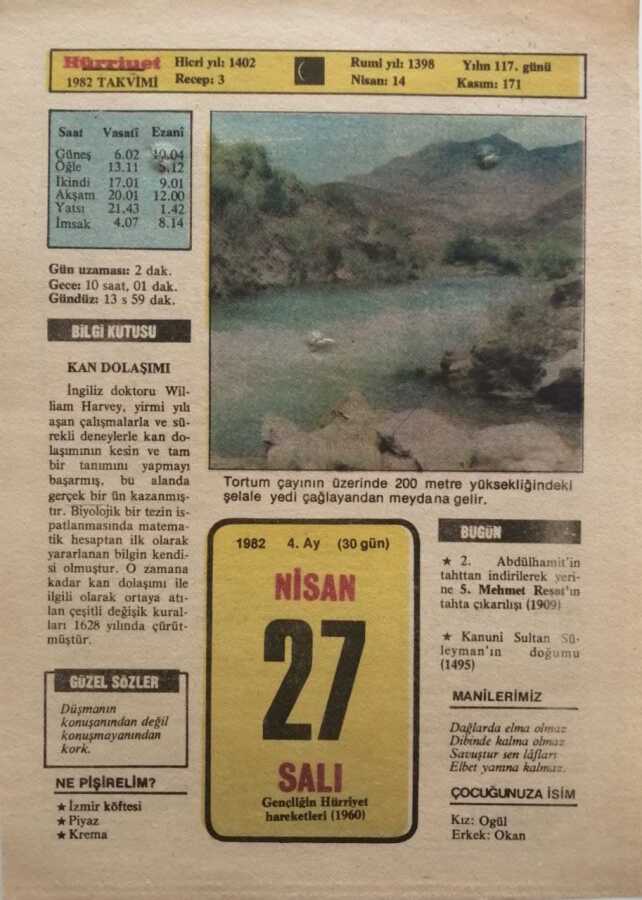 Hürriyet
1982 TAKVİMİ
Hicri yıl: 1402
Recep: 3
Rumî yıl: 1398
Nisan: 14
Yılın 117. günü
Kasım: 171
Saat Vasatî Ezanî
Güneş 6.02 10.04
Öğle 13.11 5.12
İkindi 17.01 9.01
Akşam 20.01 12.00
Yatsı 21.43 1.42
İmsak 4.07 8.14
Gün uzaması: 2 dak.
Gece: 10 saat, 01 dak.
Gündüz: 13 s 59 dak.
BİLGİ KUTUSU
KAN DOLAŞIMI
İngiliz doktoru Wil-
liam Harvey, yirmi yılı
aşan çalışmalarla ve sü-
rekli deneylerle kan do-
laşımının kesin ve tam
bir tanımını yapmayı
başarmış, bu alanda
gerçek bir ün kazanmış-
tır. Biyolojik bir tezin is-
patlanmasında matema-
tik hesaptan ilk olarak
yararlanan bilgin kendi-
si olmuştur. O zamana
kadar kan dolaşımı ile
ilgili olarak ortaya atı-
lan çeşitli değişik kural-
ları 1628 yılında çürüt-
müştür.
GÜZEL SÖZLER
Düşmanın
konuşanından değil
konuşmayanından
kork.
NE PİŞİRELİM?
★ İzmir köftesi
★ Piyaz
★ Krema
Tortum çayının üzerinde 200 metre yüksekliğindeki
şelale yedi çağlayandan meydana gelir.
1982 4. Ay (30 gün)
NİSAN
27
SALI
Gençliğin Hürriyet
hareketleri (1960)
BUGÜN
★ 2. Abdülhamit'in
tahttan indirilerek yeri-
ne 5. Mehmet Reşat'ın
tahta çıkarılışı (1909)
★ Kanuni Sultan Sü-
leyman'ın doğumu
(1495)
MANİLERİMİZ
Dağlarda elma olmaz
Dibinde kalma olmaz
Savuştur sen lâfları
Elbet yanına kalmaz.
ÇOCUĞUNUZA İSİM
Kız: Ogül
Erkek: Okan